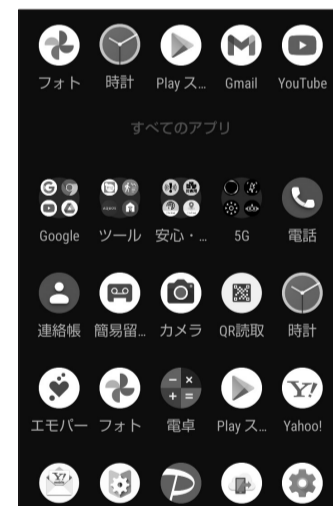 フォト 時計 Play ス... Gmail YouTube
すべてのアプリ
Google ツール 安心・... 5G 電話
連絡帳 簡易留... カメラ QR読取 時計
エモパー フォト 電卓 Play ス... Yahoo!